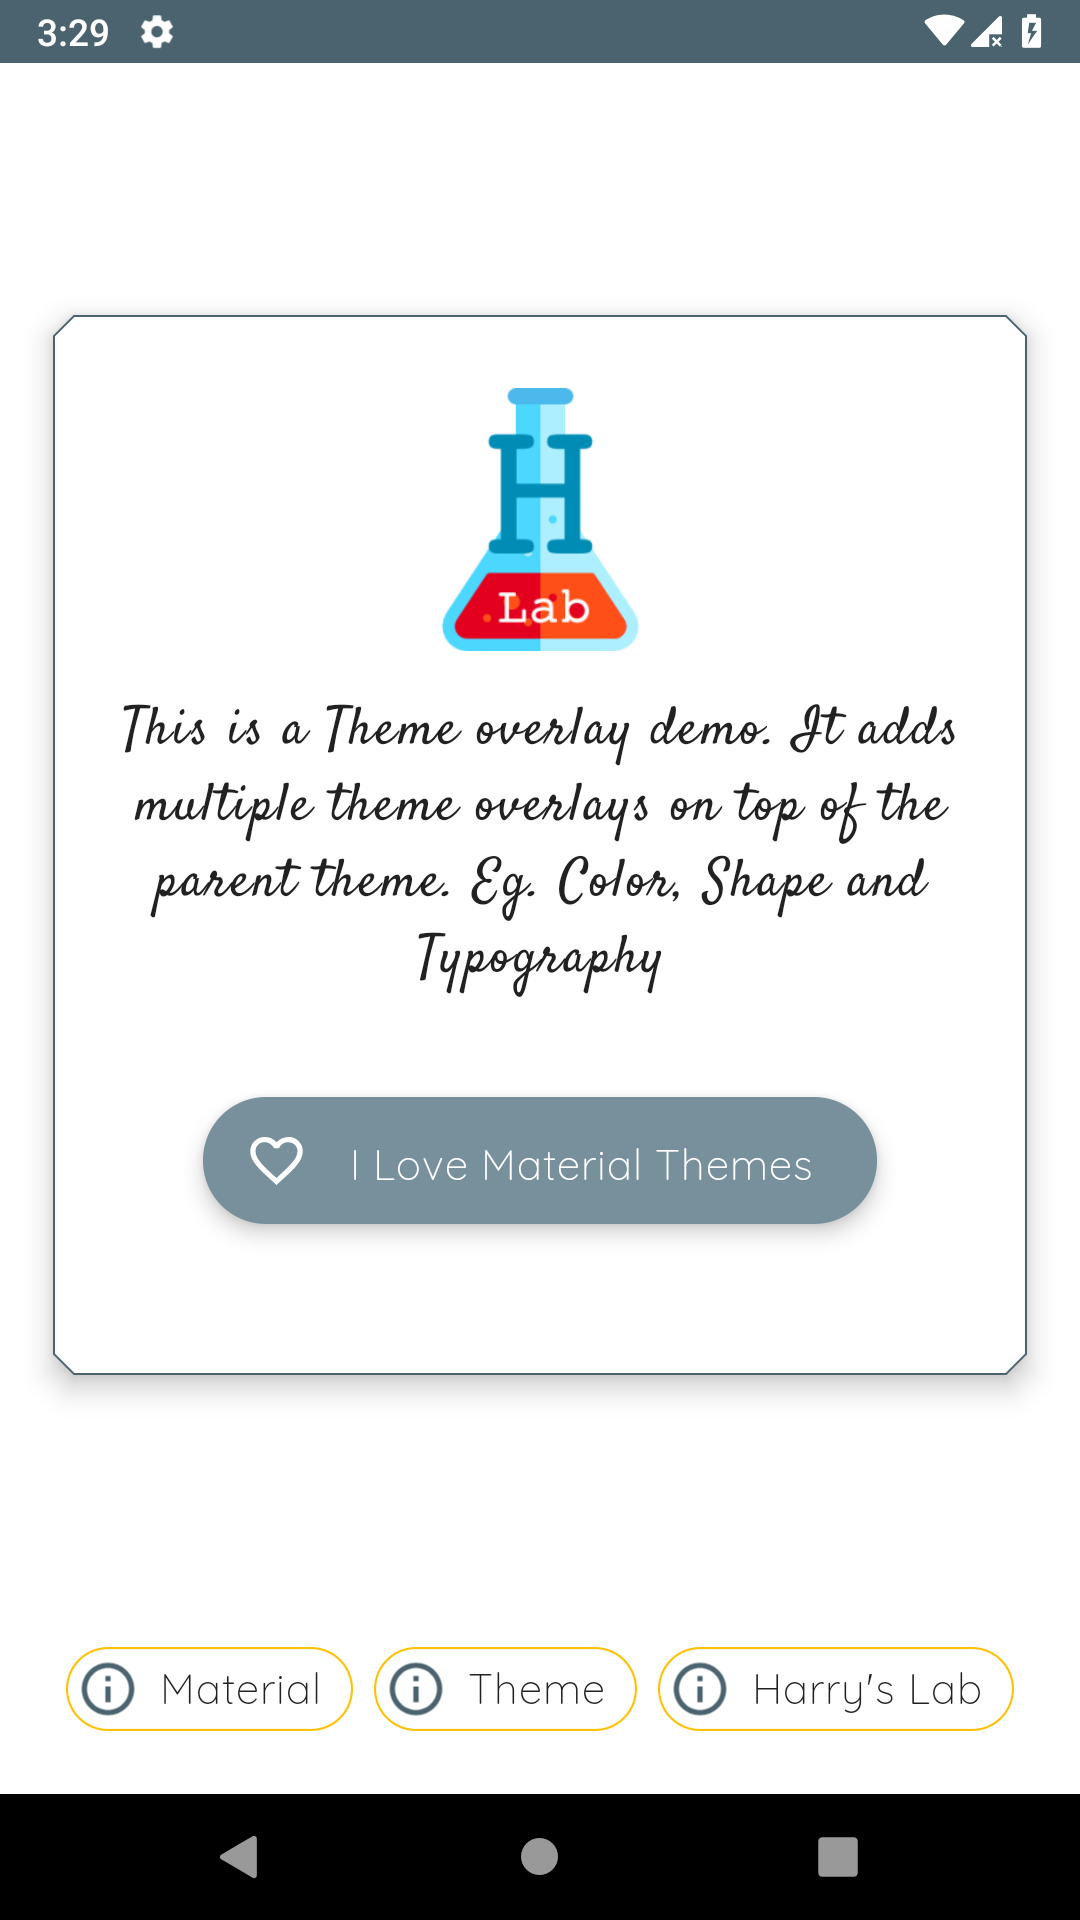 3:29
H
Lab
This is a Theme overlay demo. It adds
multiple theme overlays on top of the
parent theme. Eg. Color, Shape and
Typography
I Love Material Themes
Material
Theme
Harry's Lab